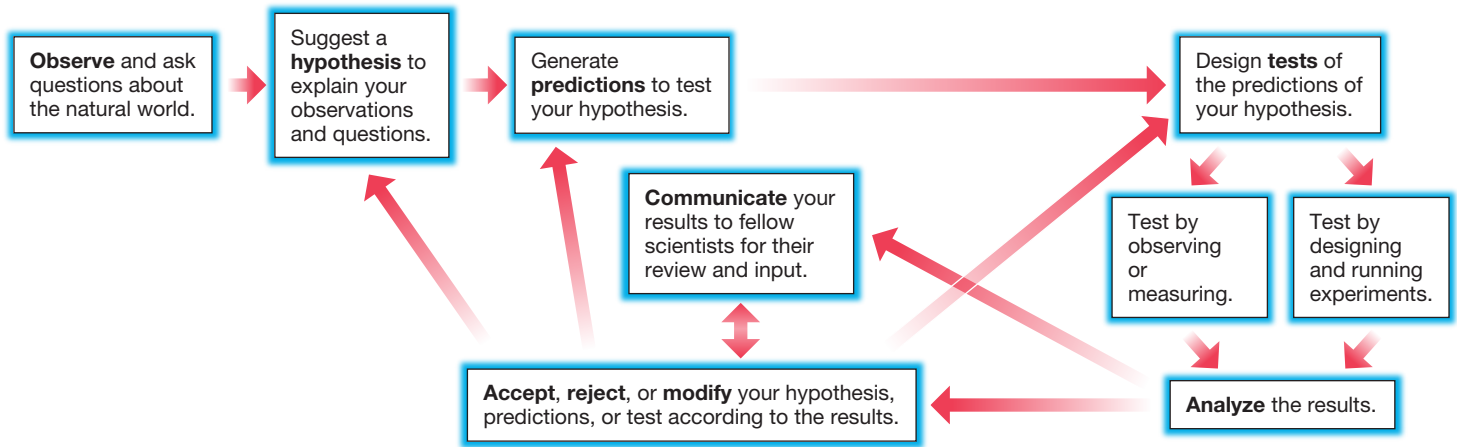 Observe and ask
questions about
the natural world.
Suggest a
hypothesis to
explain your
observations
and questions.
Generate
predictions to test
your hypothesis.
Design tests of
the predictions of
your hypothesis.
Communicate your
results to fellow
scientists for their
review and input.
Test by
observing
or
measuring.
Test by
designing
and running
experiments.
Accept, reject, or modify your hypothesis,
predictions, or test according to the results.
Analyze the results.